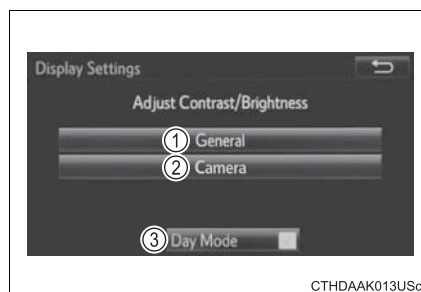 Display Settings
Adjust Contrast/Brightness
1 General
2 Camera
3 Day Mode
CTHDAAK013USc